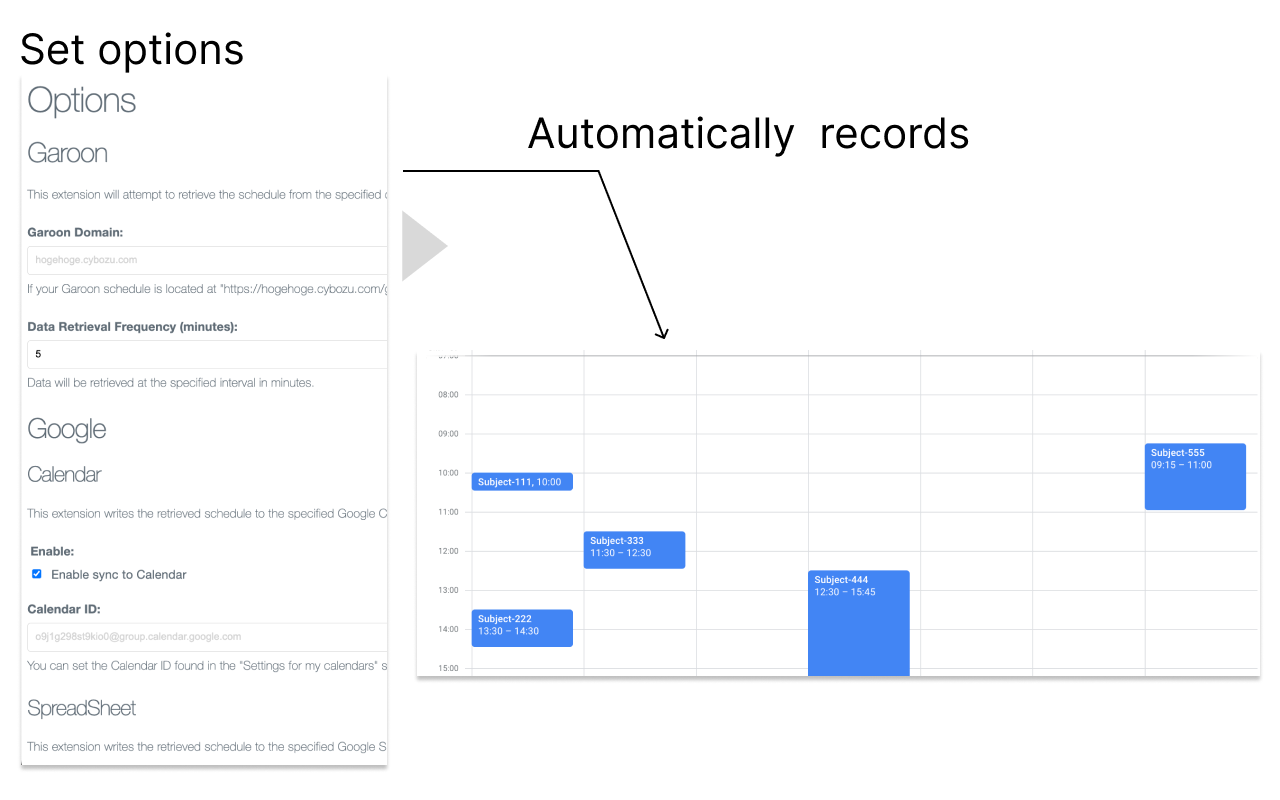 Set options
Options
Garoon
This extension will attempt to retrieve the schedule from the specified
Garoon Domain:
hogehoge.cybozu.com
If your Garoon schedule is located at "https://hogehoge.cybozu.com/g
Data Retrieval Frequency (minutes):
5
Data will be retrieved at the specified interval in minutes.
Google
Calendar
This extension writes the retrieved schedule to the specified Google C
Enable:
Enable sync to Calendar
Calendar ID:
o9j1g298st9kio0@group.calendar.google.com
You can set the Calendar ID found in the "Settings for my calendars" s
SpreadSheet
This extension writes the retrieved schedule to the specified Google S
Automatically records
08:00
09:00
10:00
11:00
12:00
13:00
14:00
15:00
Subject-111, 10:00
Subject-222
13:30 – 14:30
Subject-333
11:30 – 12:30
Subject-444
12:30 – 15:45
Subject-555
09:15 – 11:00